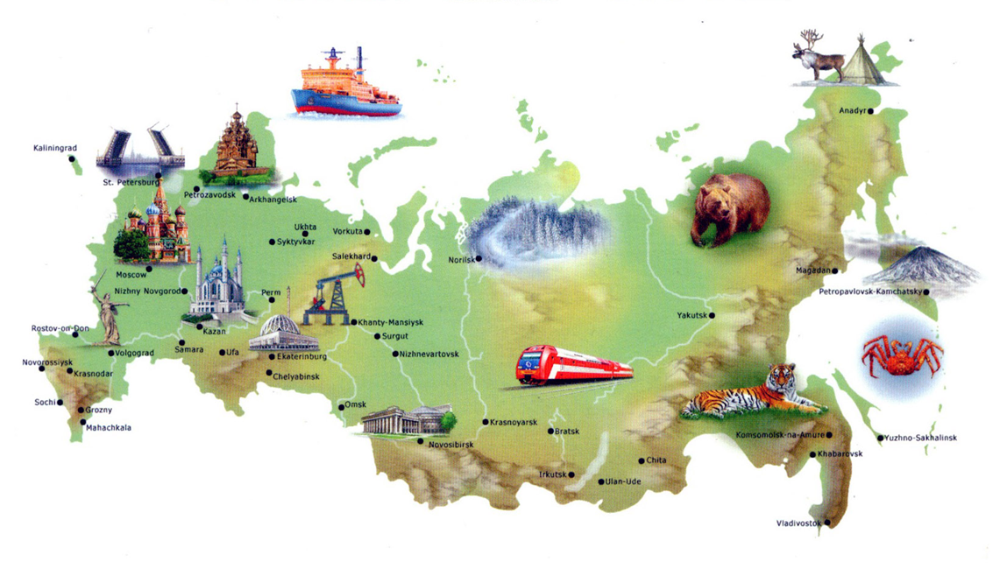 Anadyr
Kaliningrad
St. Petersburg
Petrozavodsk
Arkhangelsk
Ukhta
Vorkuta
Syktyvkar
Salekhard
Norilsk
Moscow
Magadan
Nizhny Novgorod
Perm
Petropavlovsk-Kamchatsky
Yakutsk
Khanty-Mansiysk
Rostov-on-Don
Kazan
Surgut
Samara
Ufa
Ekaterinburg
Nizhnevartovsk
Volgograd
Novorossiysk
Krasnodar
Chelyabinsk
Sochi
Grozny
Omsk
Mahachkala
Krasnoyarsk
Bratsk
Komsomolsk-na-Amure
Yuzhno-Sakhalinsk
Novosibirsk
Khabarovsk
Chita
Irkutsk
Ulan-Ude
Vladivostok